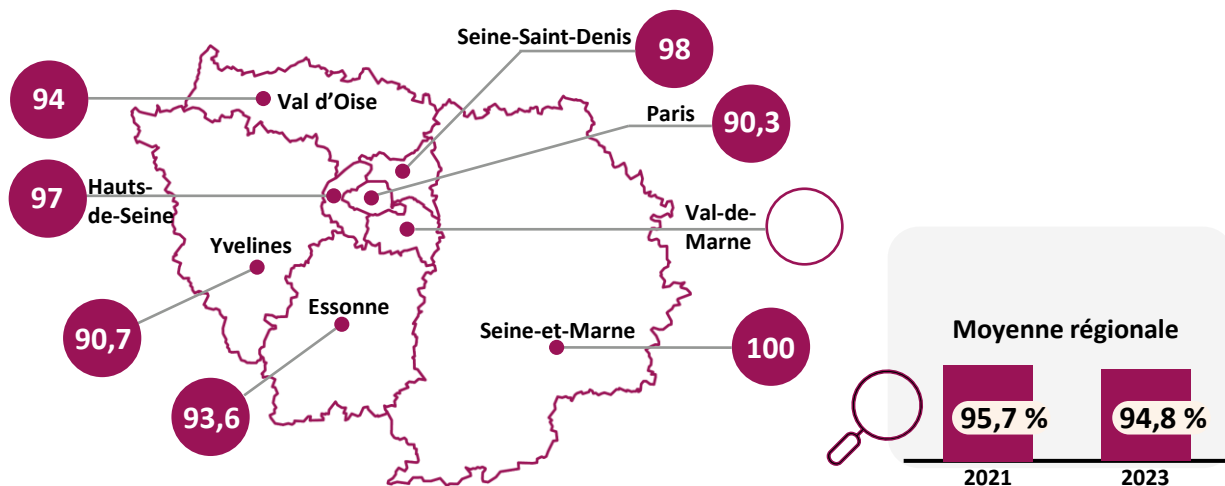 Seine-Saint-Denis
98
94
Val d’Oise
Paris
90,3
97
Hauts-
de-Seine
Val-de-
Marne
Yvelines
Essonne
90,7
Seine-et-Marne
100
93,6
Moyenne régionale
95,7 %
94,8 %
2021
2023